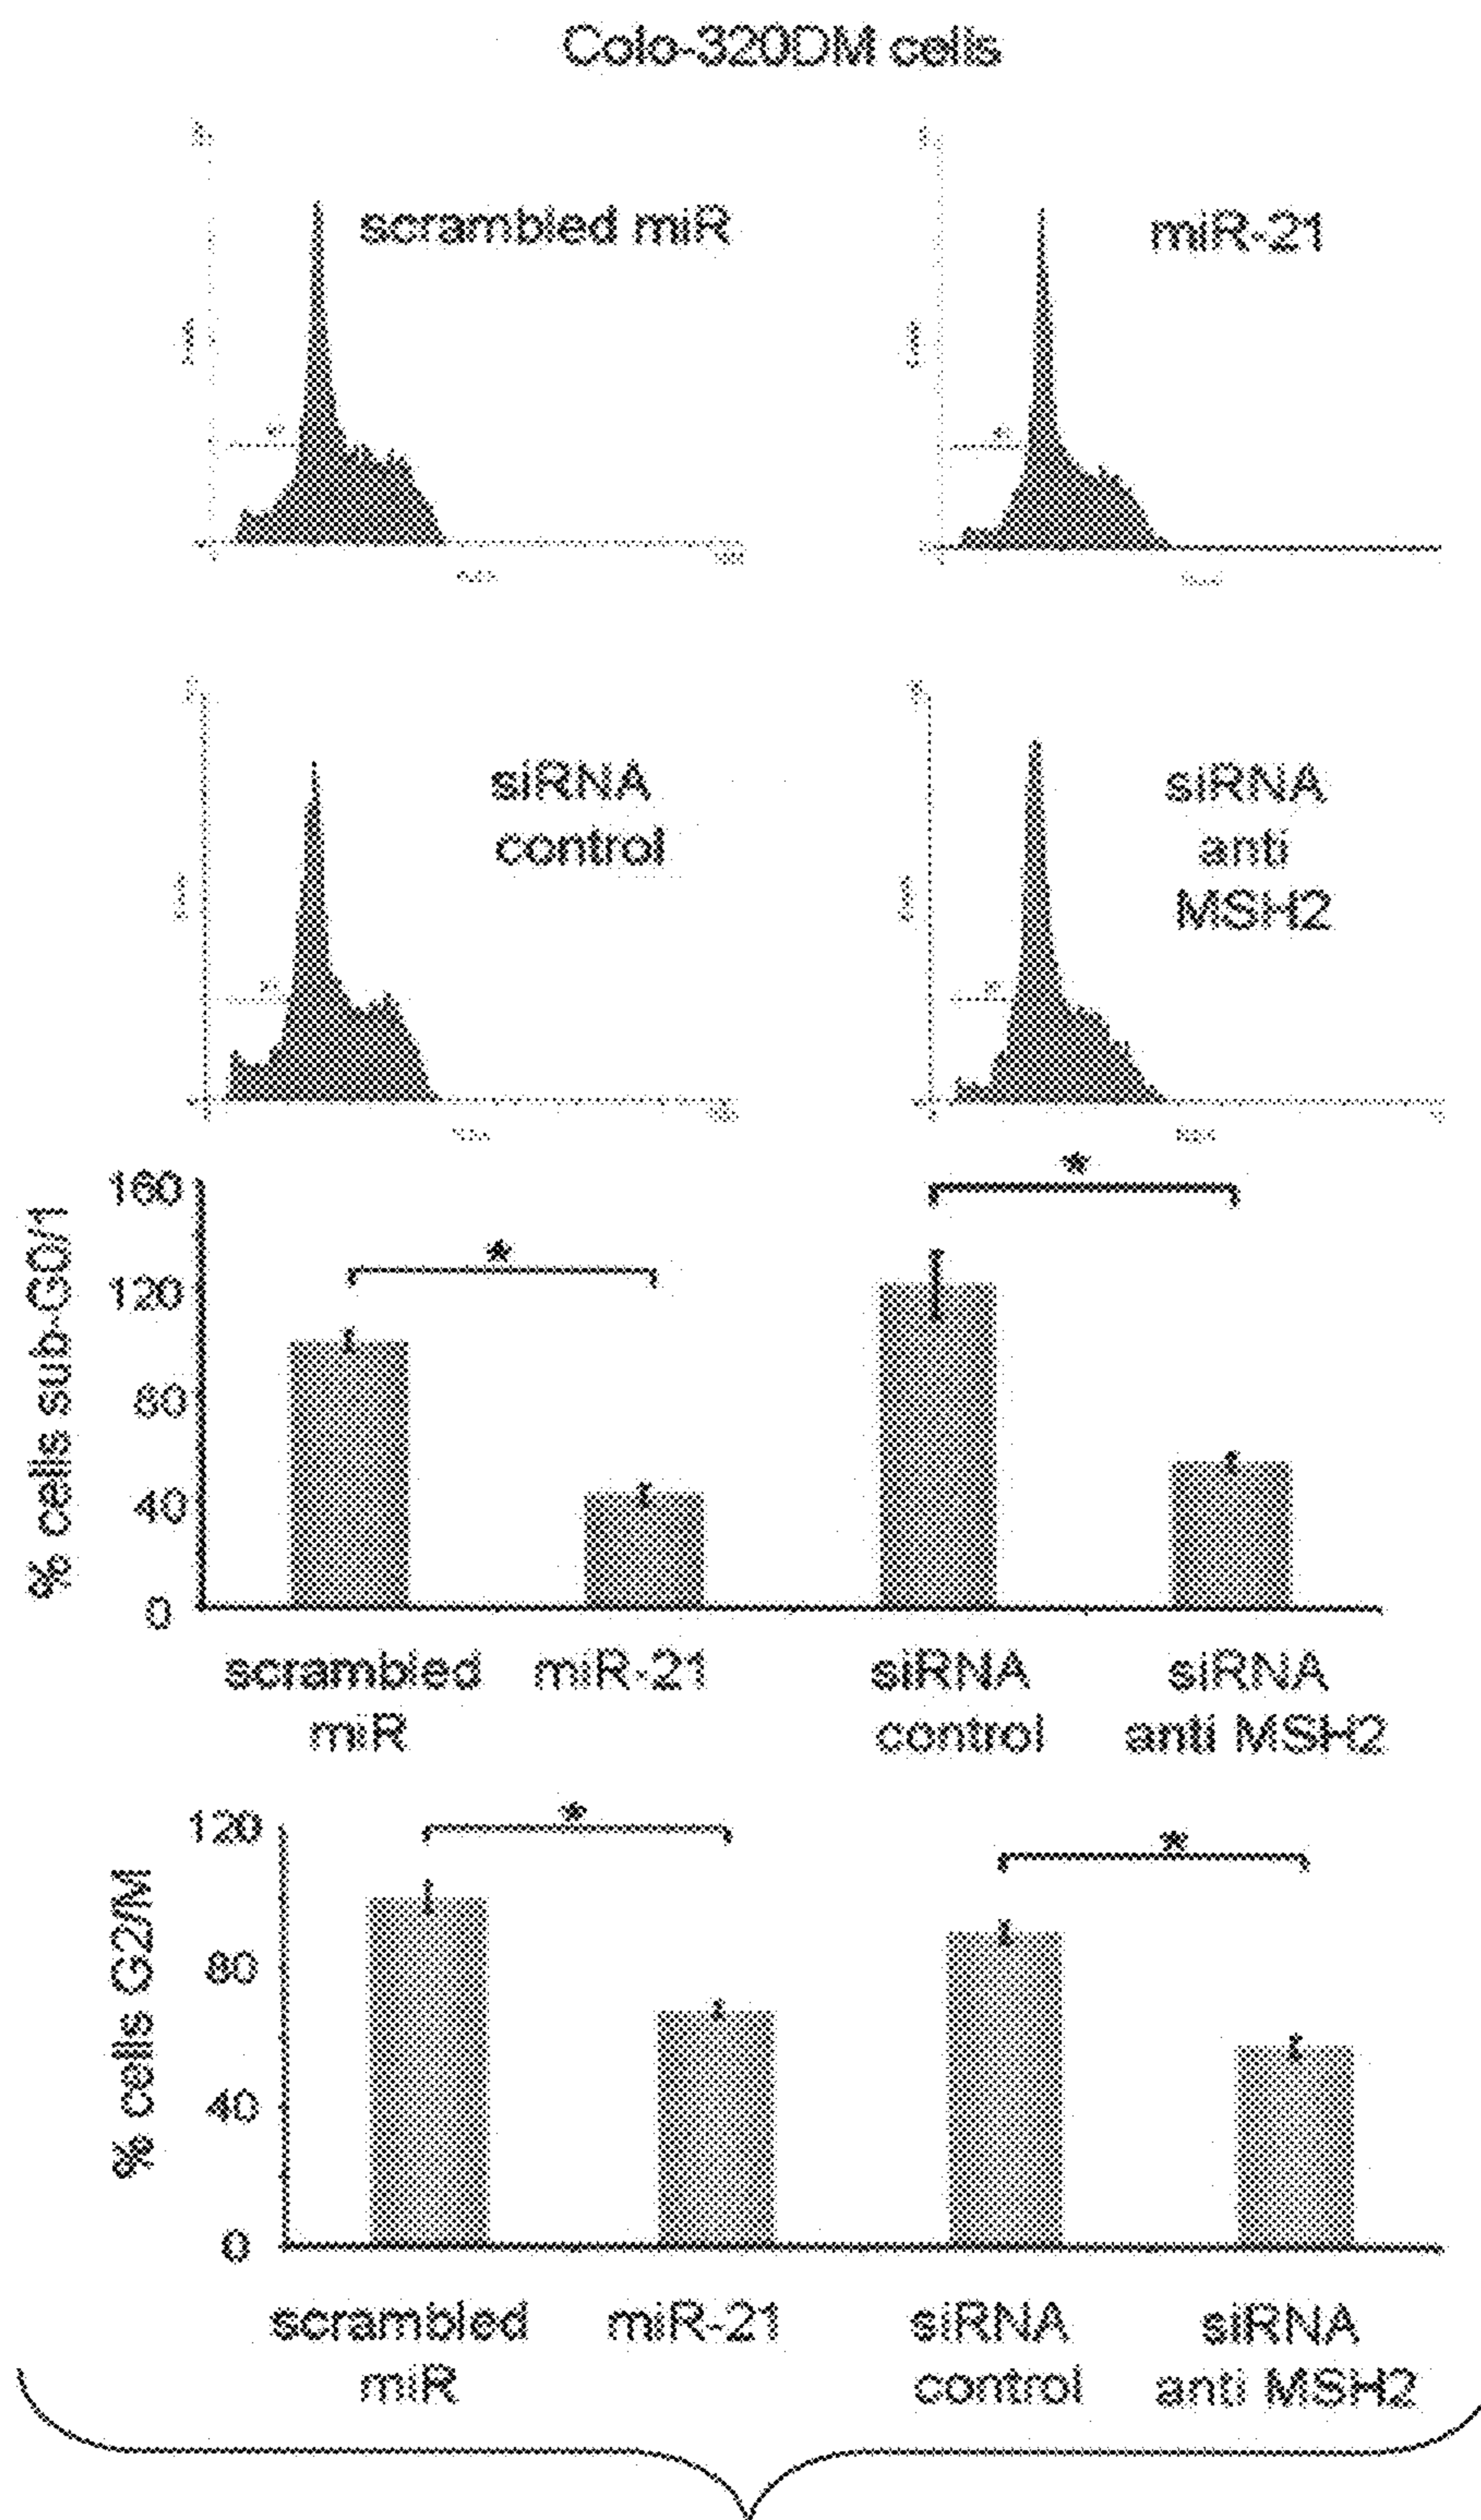 Colo-320DM cells
scrambled miR
miR-21
siRNA
control
siRNA
anti
MSH2
% cells sub-G0/1
160
*
*
120
80
40
0
scrambled
miR
miR-21
siRNA
control
siRNA
anti MSH2
% cells G2/M
120
*
*
80
40
0
scrambled
miR
miR-21
siRNA
control
siRNA
anti MSH2